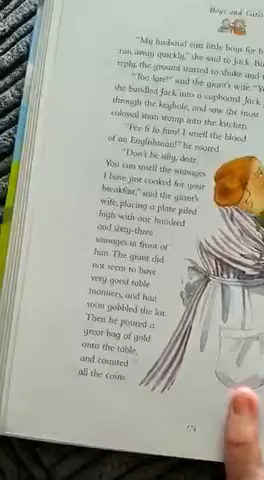 Boys and Girls
"My husband eats little boys for b
run away quickly," she said to Jack. Bu
reply, the ground started to shake and
"Too late!" said the giant's wife. "Y
she bundled Jack into a cupboard. Jack
through the keyhole, and saw the most
colossal man stomp into the kitchen.
"Fee fi fo fum! I smell the blood
of an Englishman!" he roared.
"Don't be silly, dear.
You can smell the sausages
I have just cooked for your
breakfast," said the giant's
wife, placing a plate piled
high with one hundred
and sixty-three
sausages in front of
him. The giant did
not seem to have
very good table
manners, and had
soon gobbled the lot.
Then he poured a
great bag of gold
onto the table,
and counted
all the coins.